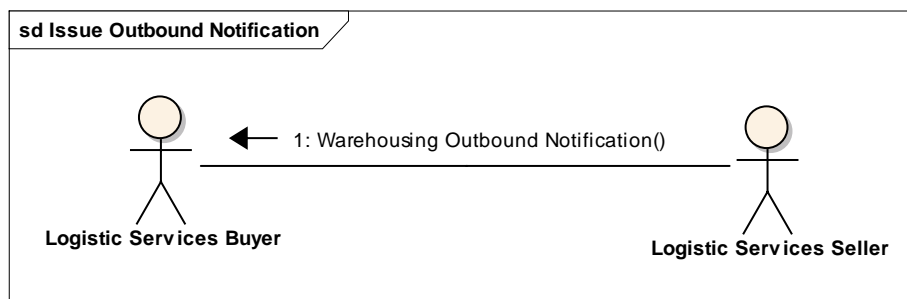 sd Issue Outbound Notification
1: Warehousing Outbound Notification()
Logistic Services Buyer
Logistic Services Seller